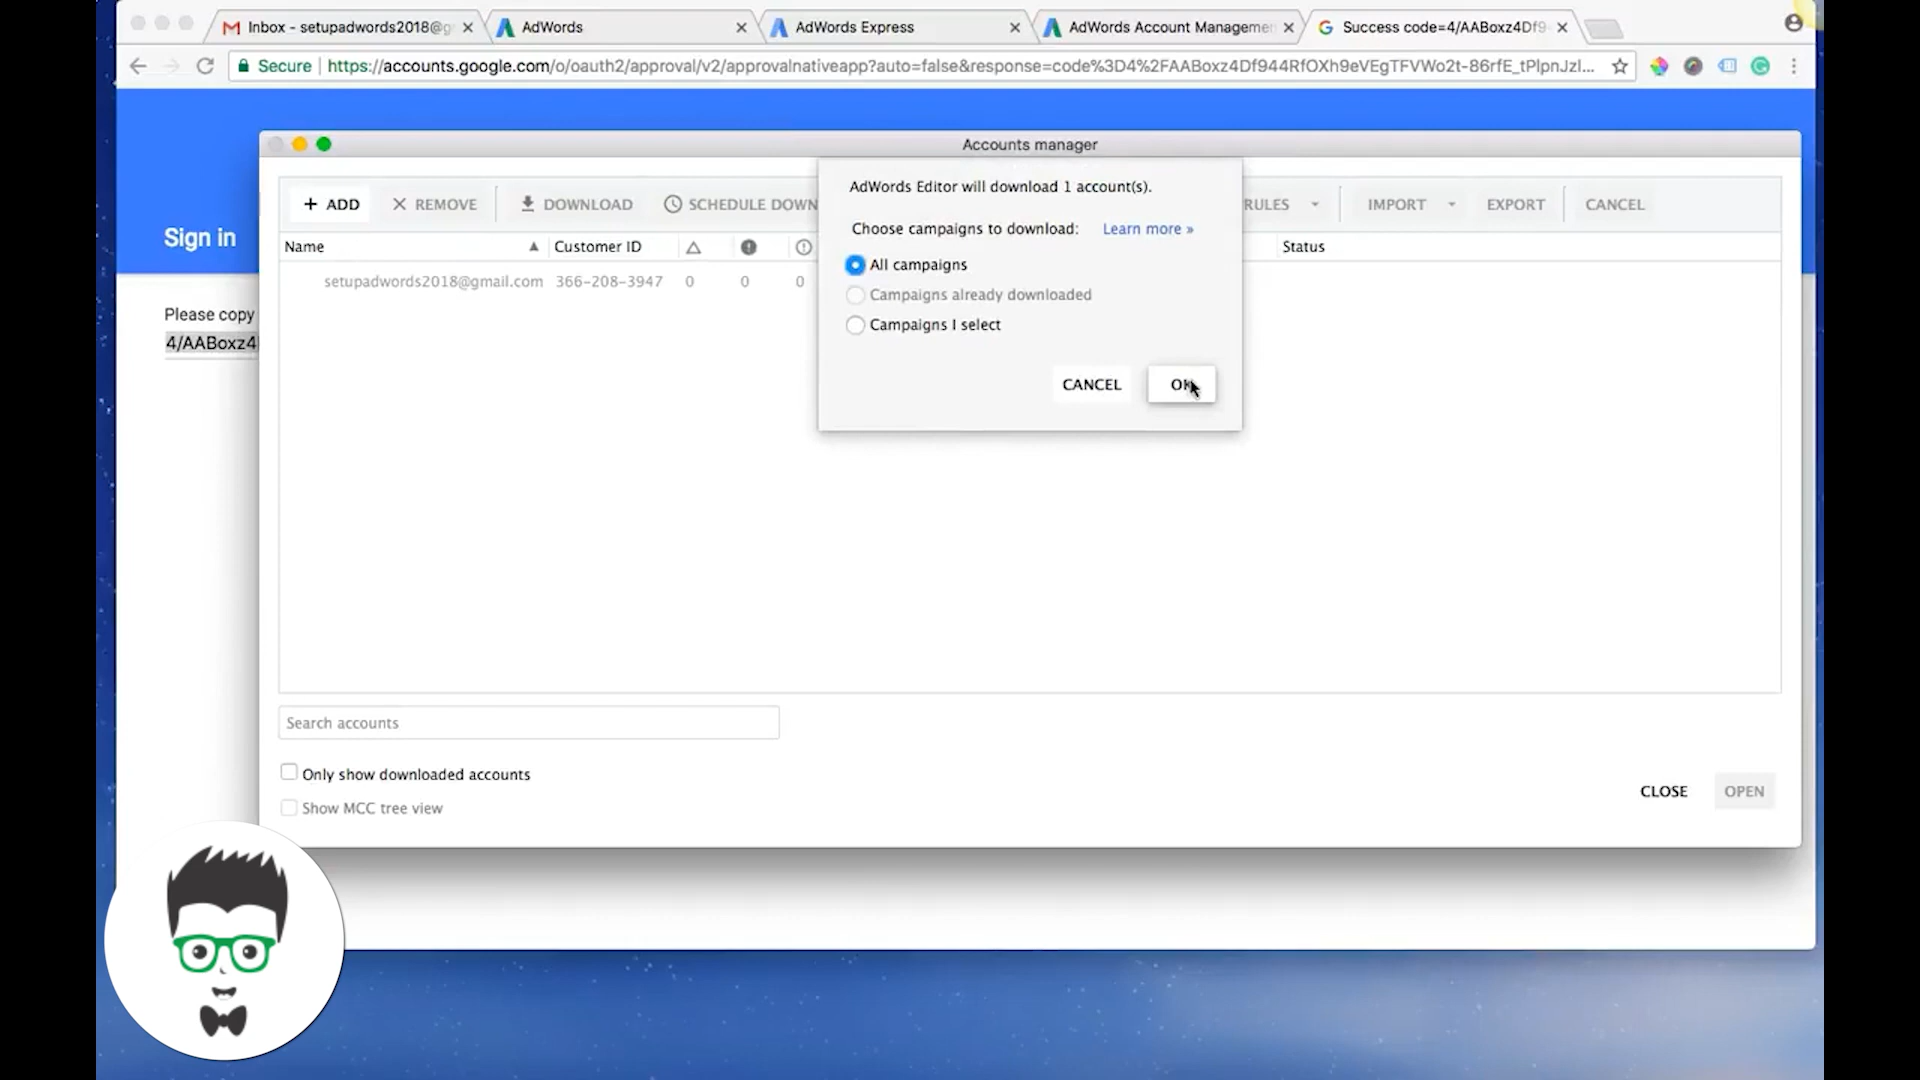 Inbox - setupadwords2018@g
AdWords
AdWords Express
AdWords Account Managemen
Success code=4/AABoxz4Df9
Secure
https://accounts.google.com/o/oauth2/approval/v2/approvalnativeapp?auto=false&response=code%3D4%2FAABoxz4Df944RfOXh9eVEgTFVWo2t-86rfE_tPlpnJzl...
Accounts manager
AdWords Editor will download 1 account(s).
+ ADD
REMOVE
DOWNLOAD
SCHEDULE DOWN
RULES
IMPORT
EXPORT
CANCEL
Choose campaigns to download: Learn more »
Sign in
Name
Customer ID
Status
All campaigns
setupadwords2018@gmail.com 366-208-3947 0 0 0
Campaigns already downloaded
Please copy
Campaigns I select
4/AABoxz4
CANCEL
OK
Search accounts
Only show downloaded accounts
Show MCC tree view
CLOSE
OPEN